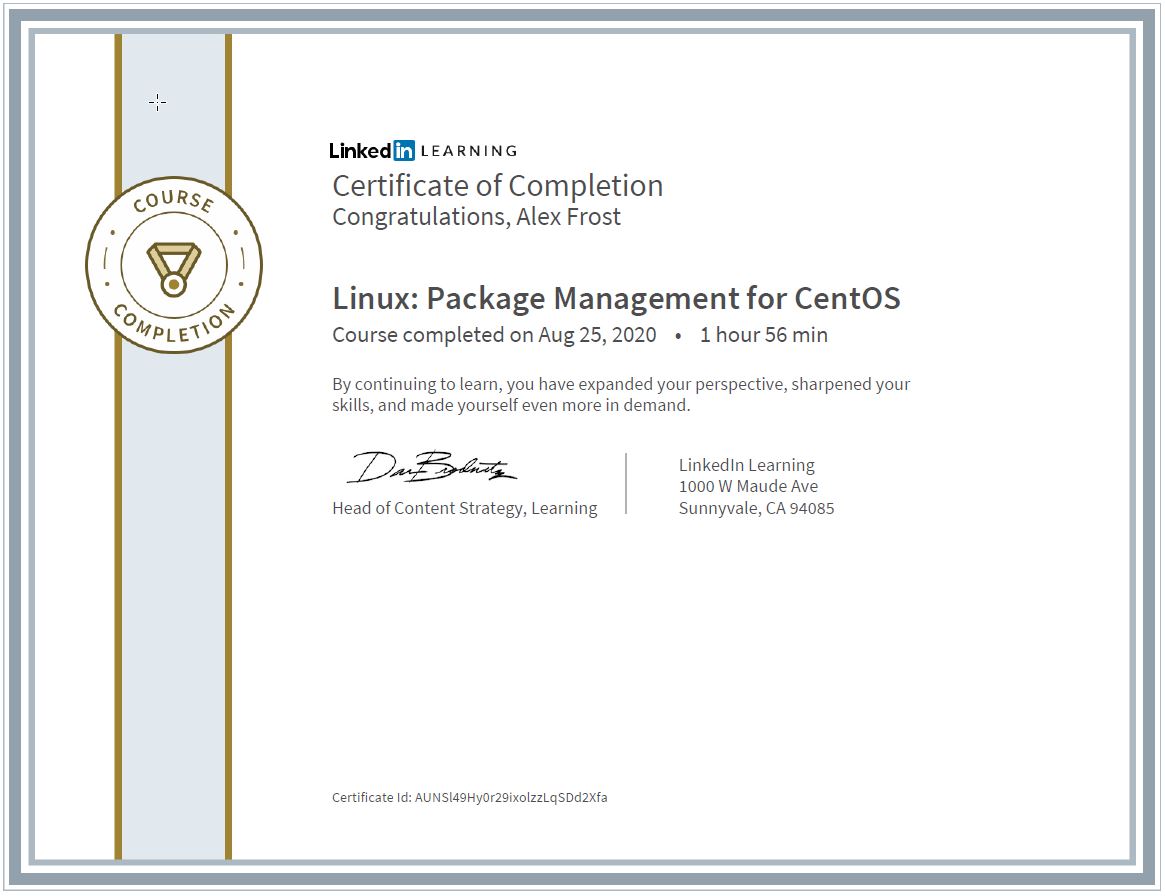 Linkedin LEARNING
Certificate of Completion
Congratulations, Alex Frost
COURSE
COMPLETION
Linux: Package Management for CentOS
Course completed on Aug 25, 2020 • 1 hour 56 min
By continuing to learn, you have expanded your perspective, sharpened your
skills, and made yourself even more in demand.
Head of Content Strategy, Learning
LinkedIn Learning
1000 W Maude Ave
Sunnyvale, CA 94085
Certificate Id: AUNSl49Hy0r29ixolzzLqSDd2Xfa